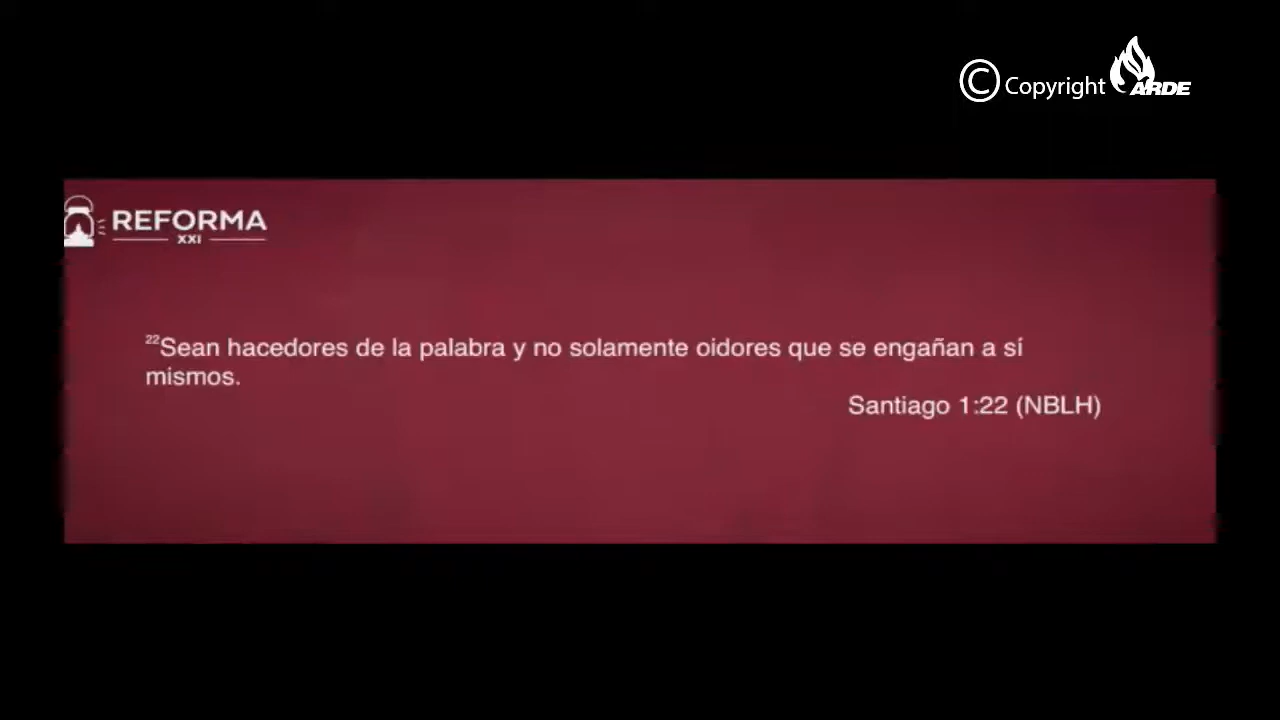 © Copyright ARDE
REFORMA
XXI
²²Sean hacedores de la palabra y no solamente oidores que se engañan a sí
mismos.
Santiago 1:22 (NBLH)